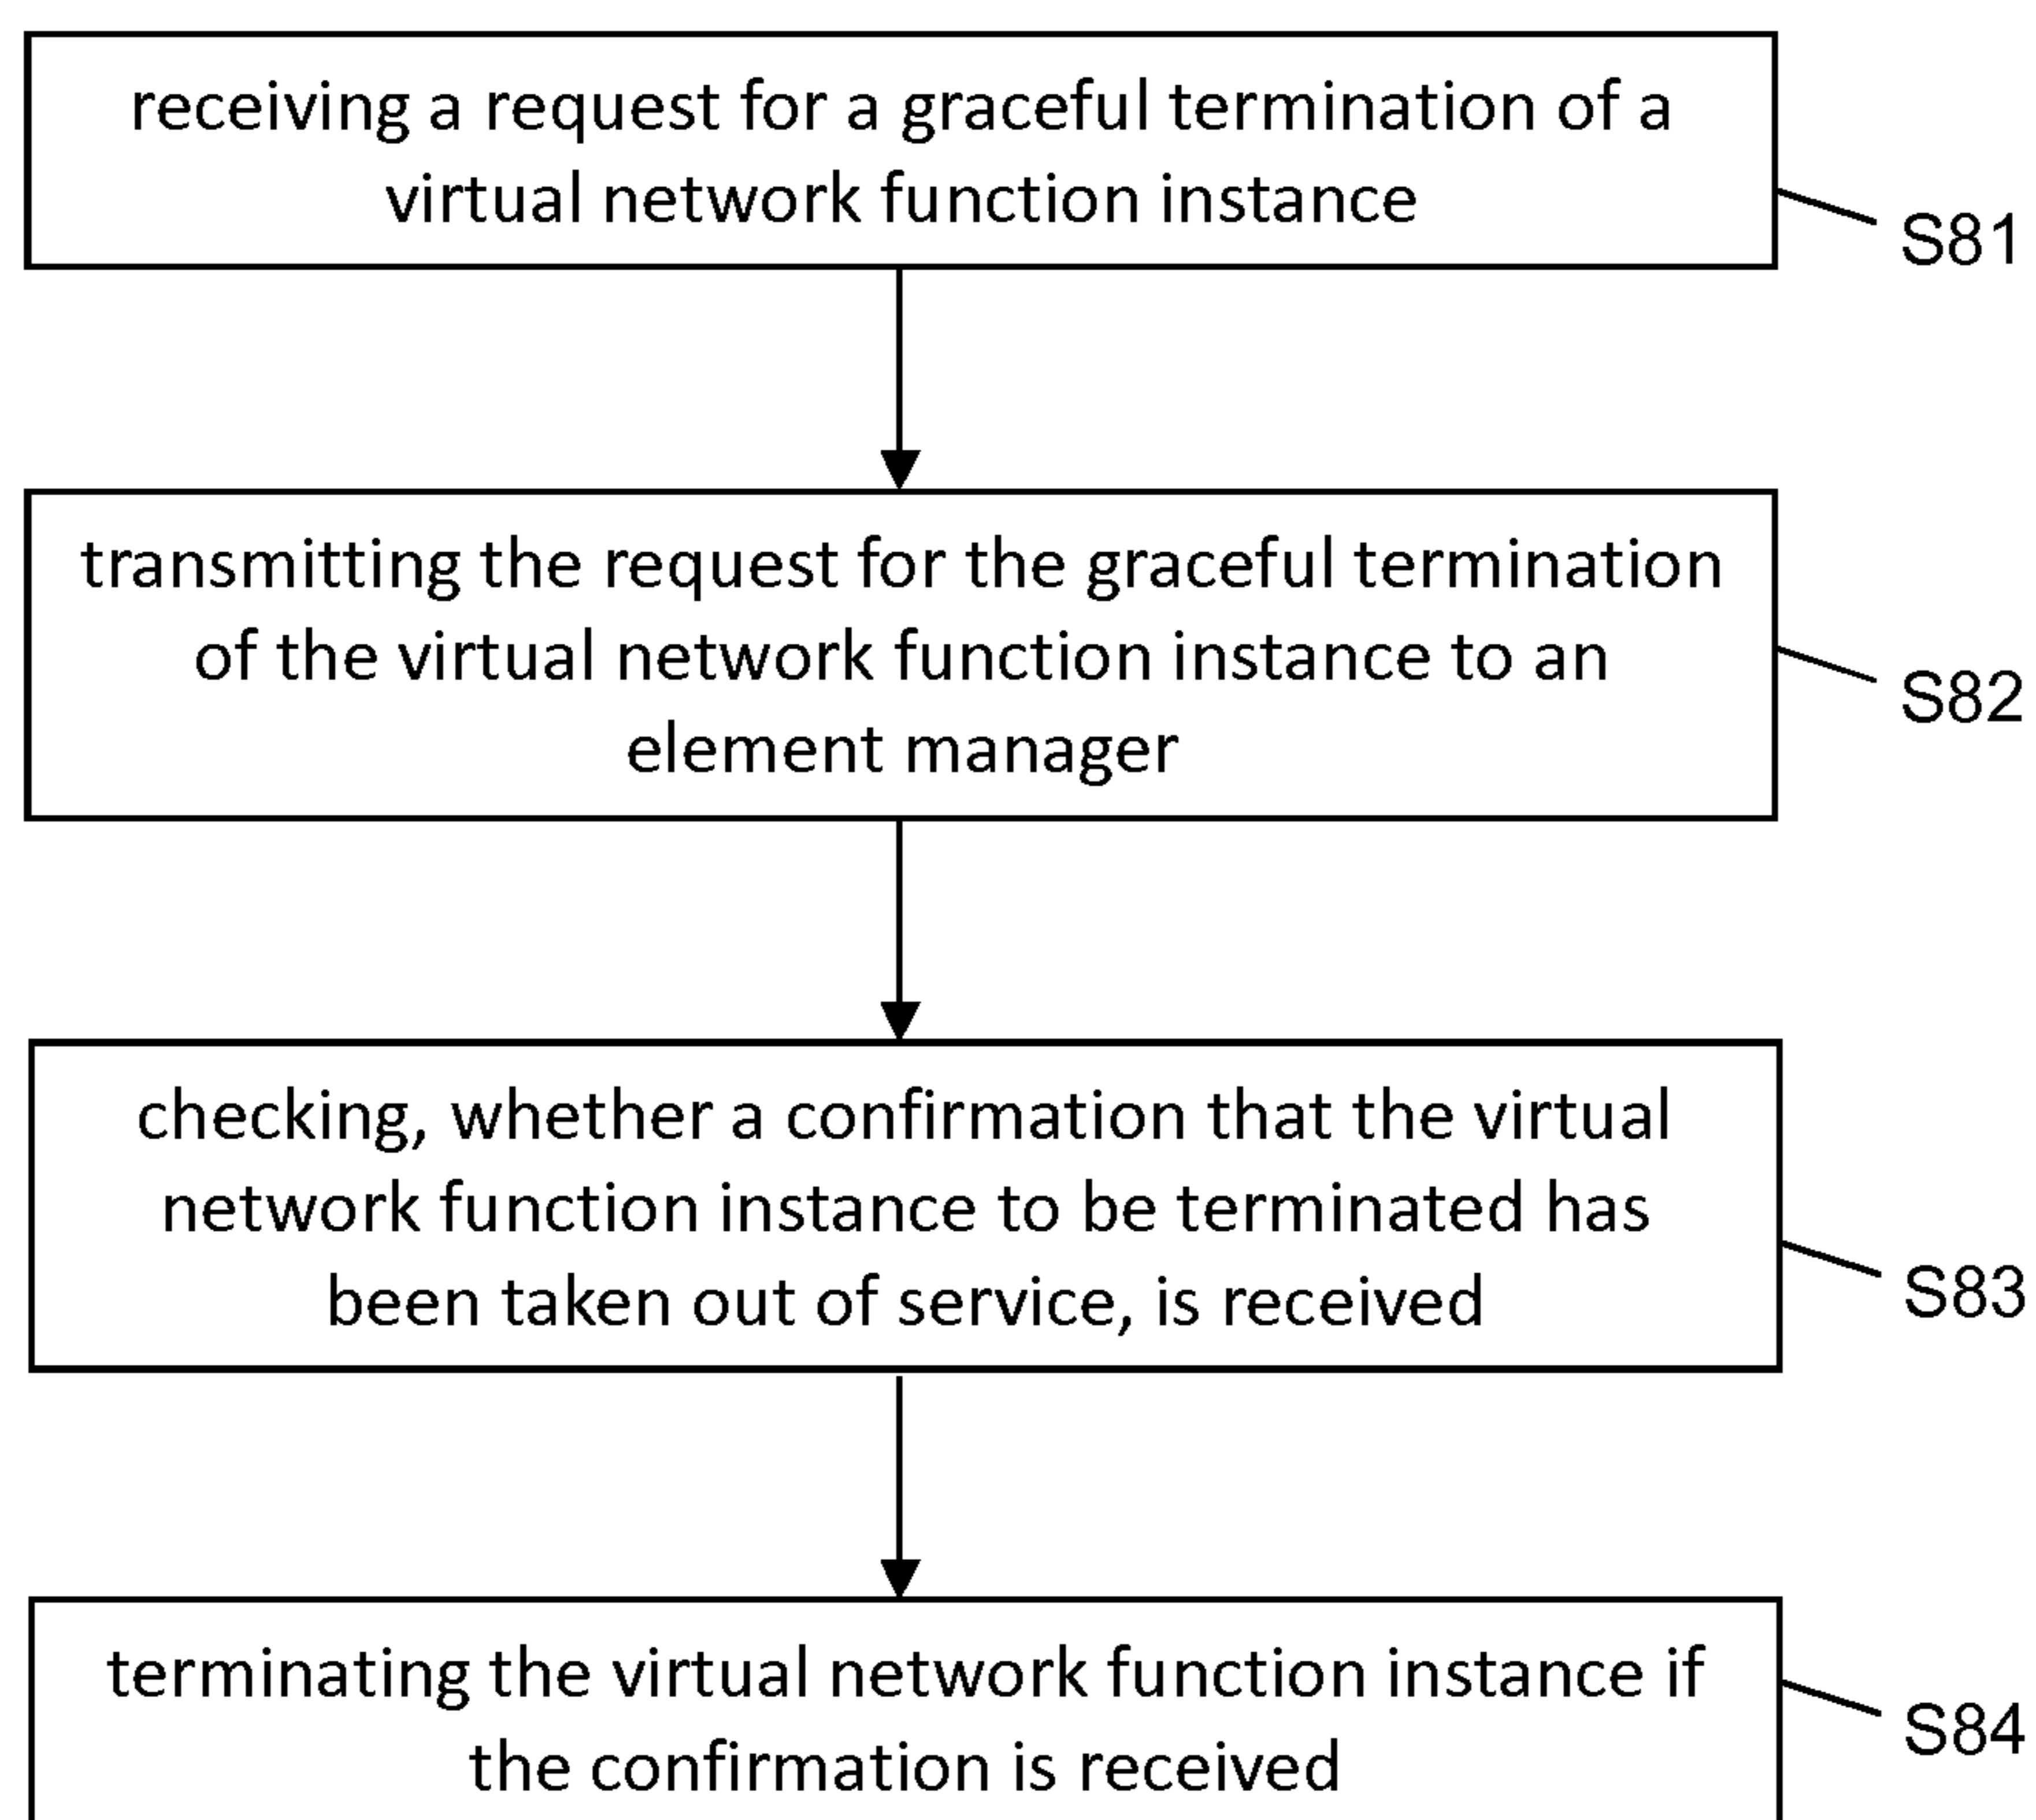 receiving a request for a graceful termination of a
virtual network function instance
S81
transmitting the request for the graceful termination
of the virtual network function instance to an
element manager
S82
checking, whether a confirmation that the virtual
network function instance to be terminated has
been taken out of service, is received
S83
terminating the virtual network function instance if
the confirmation is received
S84